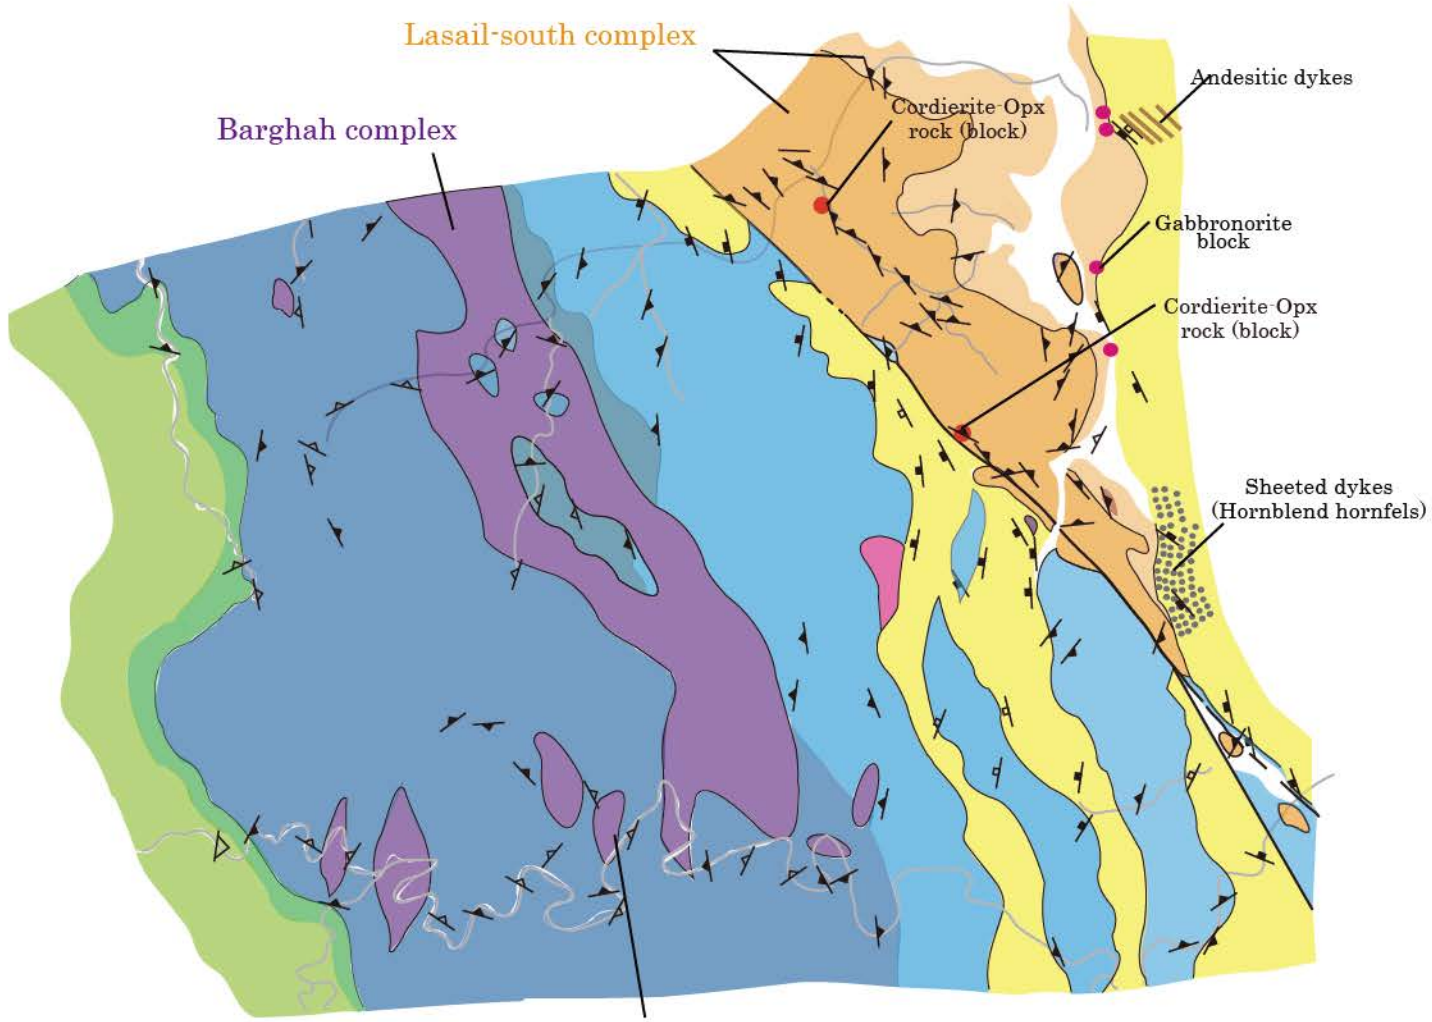 Lasail-south complex
Andesitic dykes
Cordierite-Opx
rock (block)
Barghah complex
Gabbronorite
block
Cordierite-Opx
rock (block)
Sheeted dykes
(Hornblend hornfels)